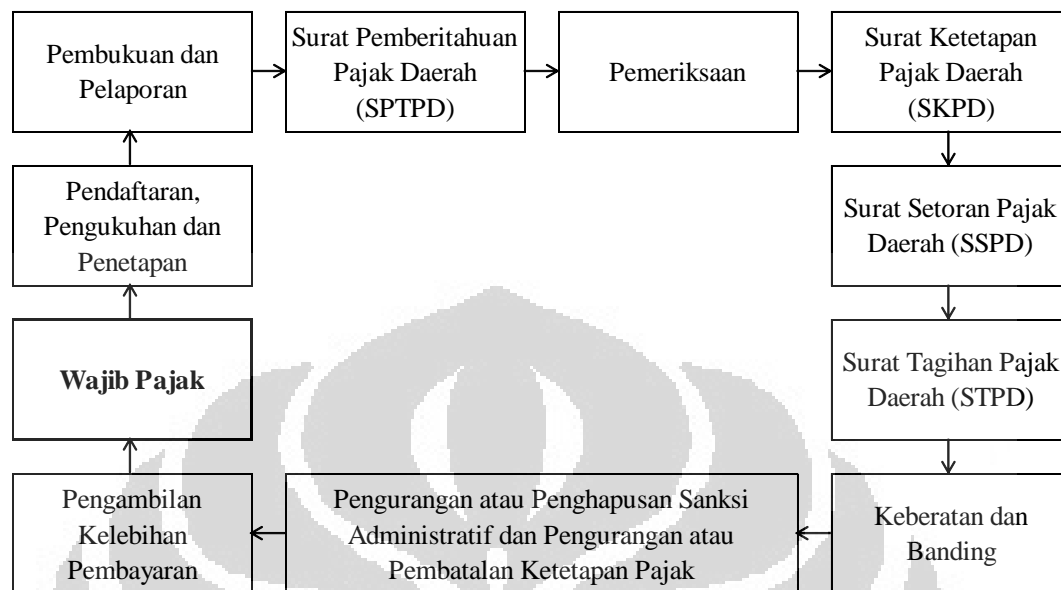 Pembukuan dan
Pelaporan
Surat Pemberitahuan
Pajak Daerah
(SPTPD)
Pemeriksaan
Surat Ketetapan
Pajak Daerah
(SKPD)
Pendaftaran,
Pengukuhan dan
Penetapan
Surat Setoran Pajak
Daerah (SSPD)
Wajib Pajak
Surat Tagihan Pajak
Daerah (STPD)
Pengambilan
Kelebihan
Pembayaran
Pengurangan atau Penghapusan Sanksi
Administratif dan Pengurangan atau
Pembatalan Ketetapan Pajak
Keberatan dan
Banding